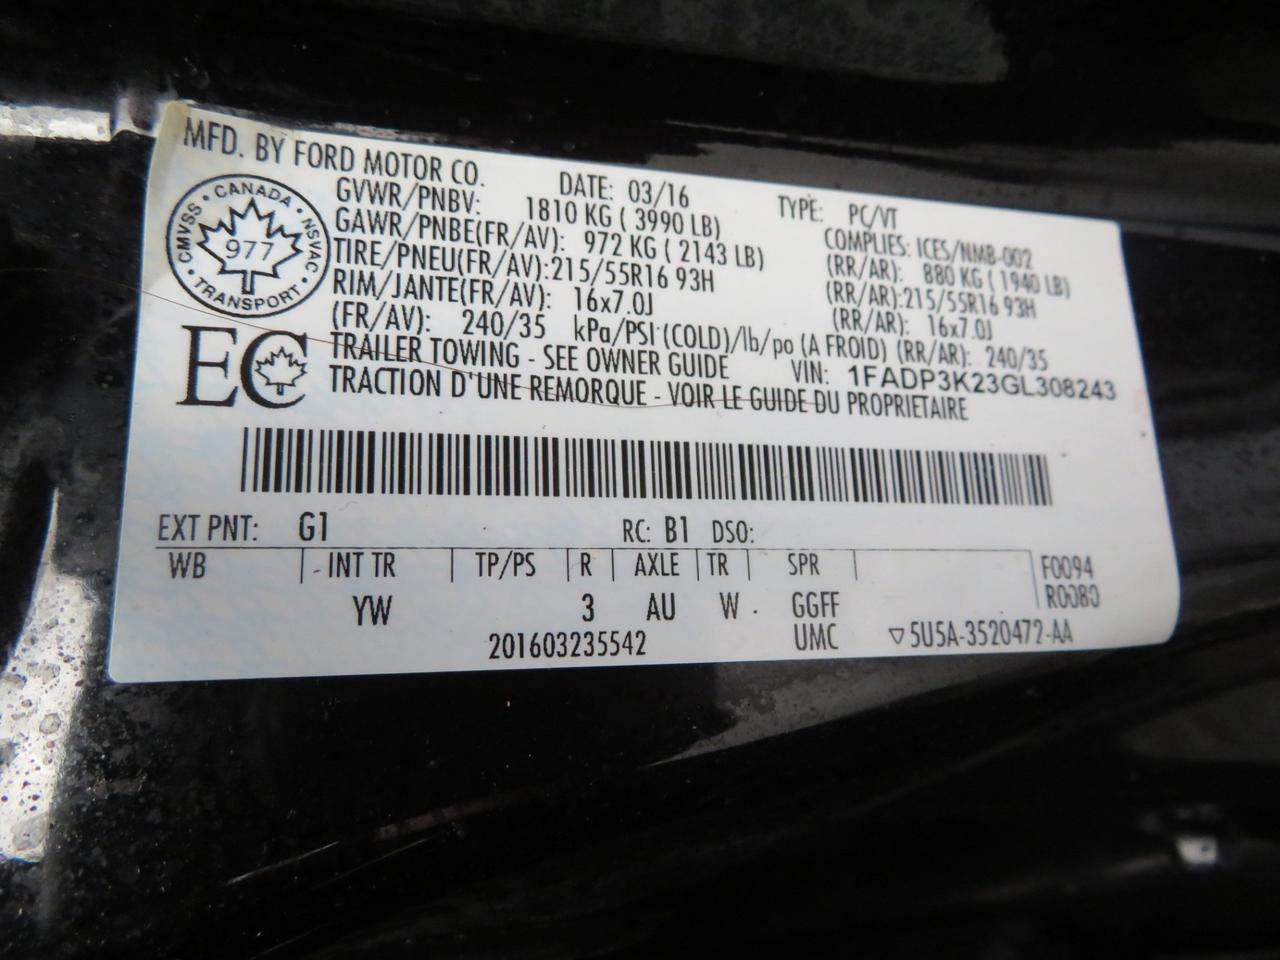 MFD. BY FORD MOTOR CO. DATE: 03/16 TYPE: PC/VT
GVWR/PNBV: 1810 KG ( 3990 LB) COMPLIES: ICES/NMB-002
GAWR/PNBE(FR/AV): 972 KG ( 2143 LB) (RR/AR): 880 KG ( 1940 LB)
TIRE/PNEU(FR/AV):215/55R16 93H (RR/AR):215/55R16 93H
RIM/JANTE(FR/AV): 16x7.0J (RR/AR): 16x7.0J
(FR/AV): 240/35 kPa/PSI(COLD)/lb/po (A FROID) (RR/AR): 240/35
TRAILER TOWING - SEE OWNER GUIDE VIN: 1FADP3K23GL308243
TRACTION D'UNE REMORQUE - VOIR LE GUIDE DU PROPRIETAIRE
CMVSS • CANADA • NSVAC • TRANSPORT •
977
EC
EXT PNT: G1 RC: B1 DSO:
WB INT TR TP/PS R AXLE TR SPR F0094
YW 3 AU W GGFF R0080
201603235542 UMC ▽5U5A-3520472-AA